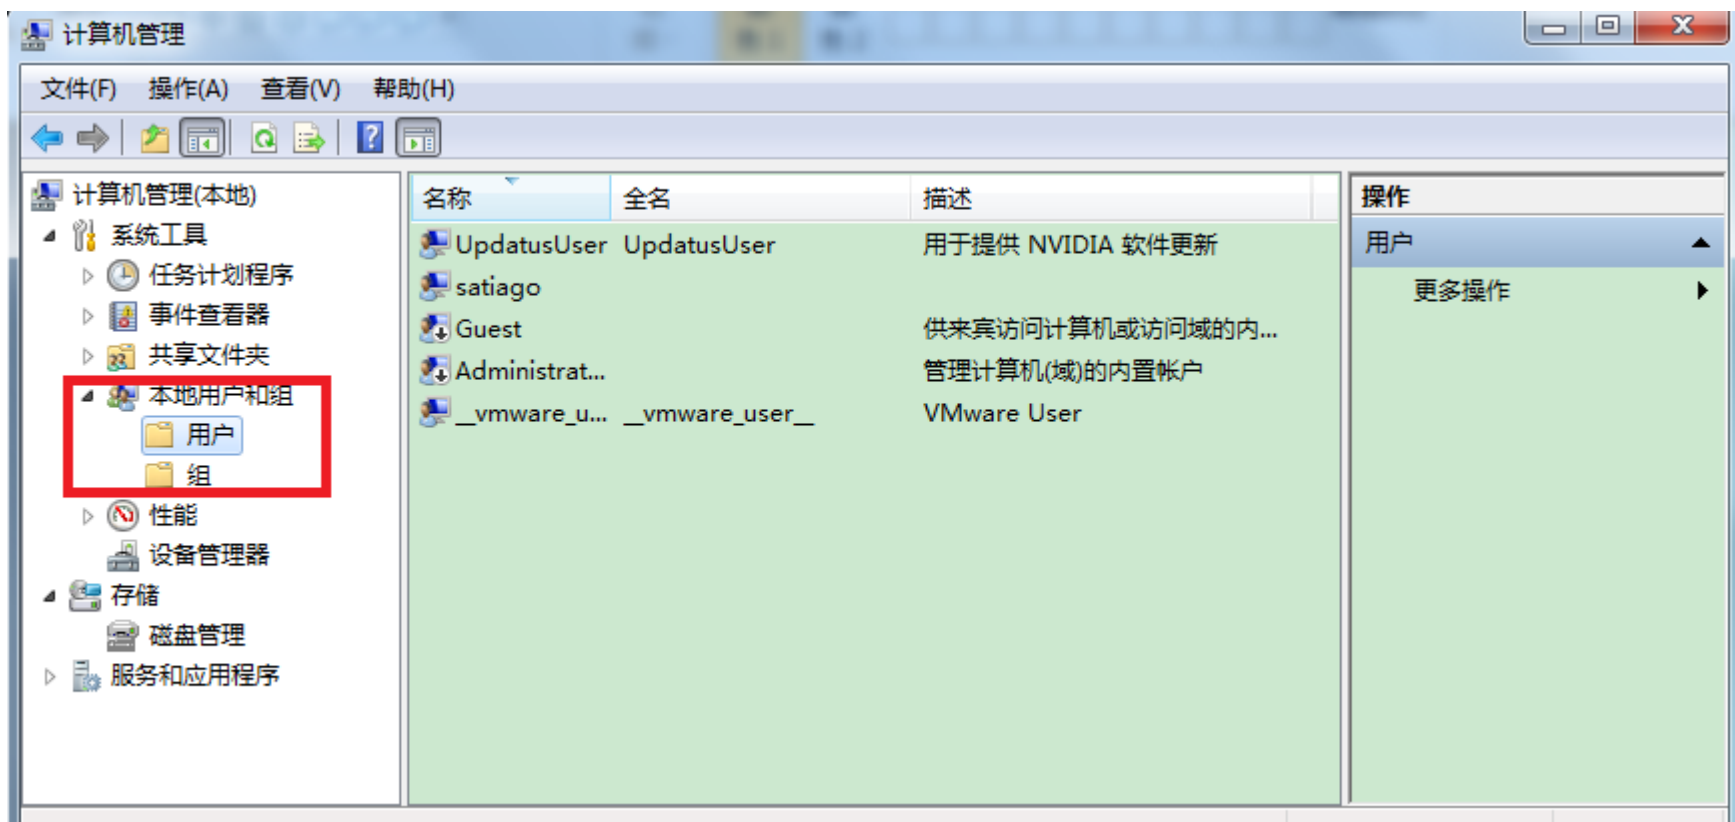 计算机管理
文件(F) 操作(A) 查看(V) 帮助(H)
计算机管理(本地)
系统工具
任务计划程序
事件查看器
共享文件夹
本地用户和组
用户
组
性能
设备管理器
存储
磁盘管理
服务和应用程序
名称 全名 描述
UpdatusUser UpdatusUser 用于提供 NVIDIA 软件更新
satiago
Guest 供来宾访问计算机或访问域的内...
Administrat... 管理计算机(域)的内置帐户
__vmware_u... __vmware_user__ VMware User
操作
用户
更多操作